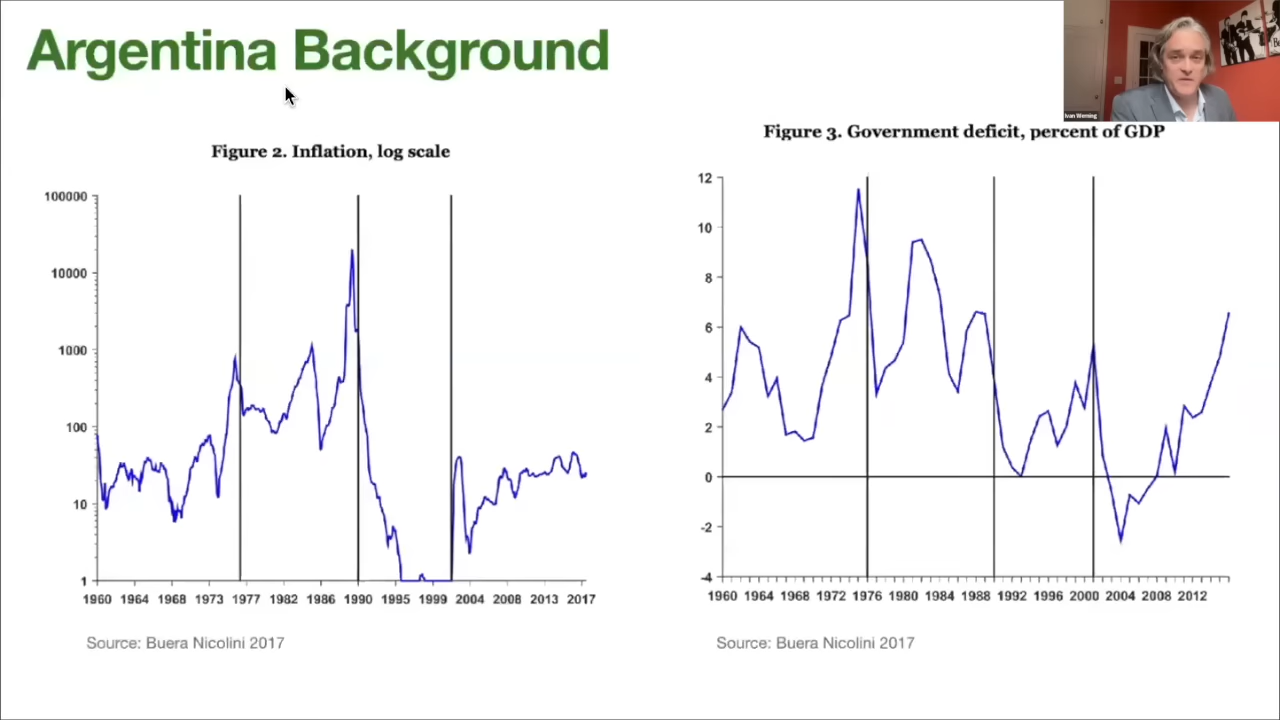 Argentina Background
Ivan Werning
Figure 2. Inflation, log scale
100000
10000
1000
100
10
1
1960 1964 1968 1973 1977 1982 1986 1990 1995 1999 2004 2008 2013 2017
Source: Buera Nicolini 2017
Figure 3. Government deficit, percent of GDP
12
10
8
6
4
2
0
-2
-4
1960 1964 1968 1972 1976 1980 1984 1988 1992 1996 2000 2004 2008 2012
Source: Buera Nicolini 2017